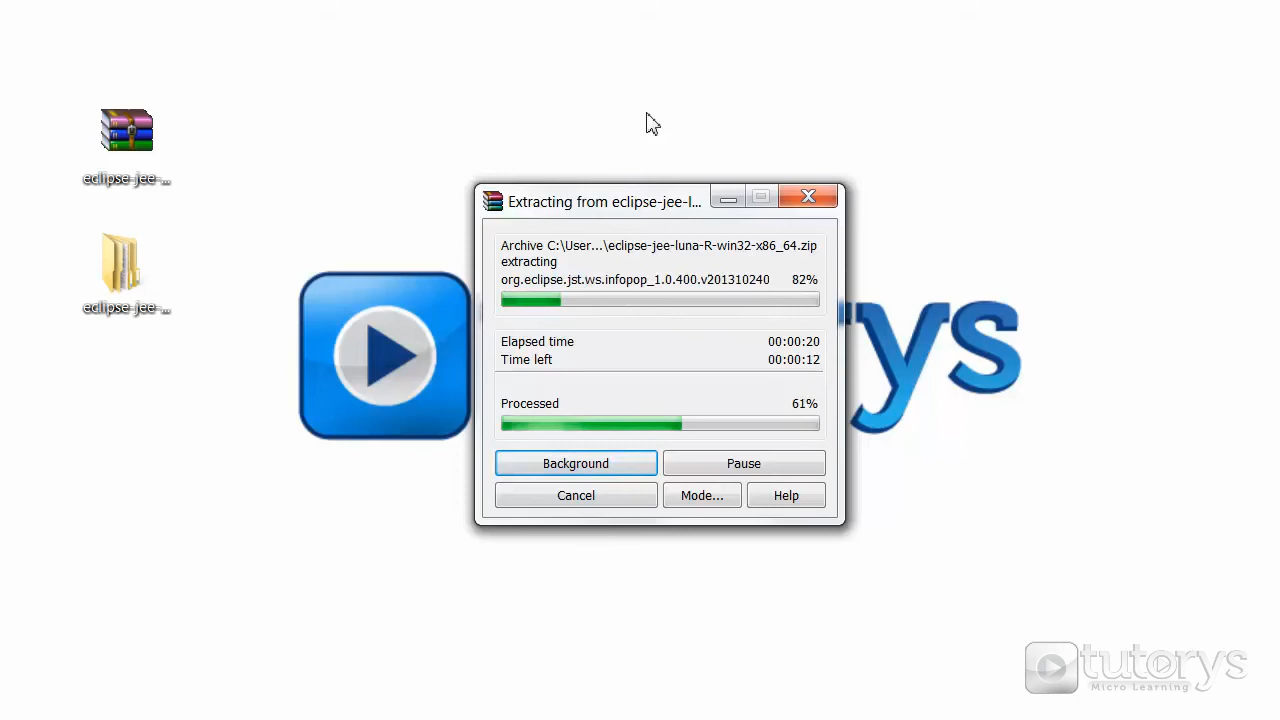 eclipse-jee-...
eclipse-jee-...
Extracting from eclipse-jee-l...
Archive C:\User...\eclipse-jee-luna-R-win32-x86_64.zip
extracting
org.eclipse.jst.ws.infopop_1.0.400.v201310240 82%
Elapsed time 00:00:20
Time left 00:00:12
Processed 61%
Background Pause
Cancel Mode... Help
rys
tutorys
Micro Learning